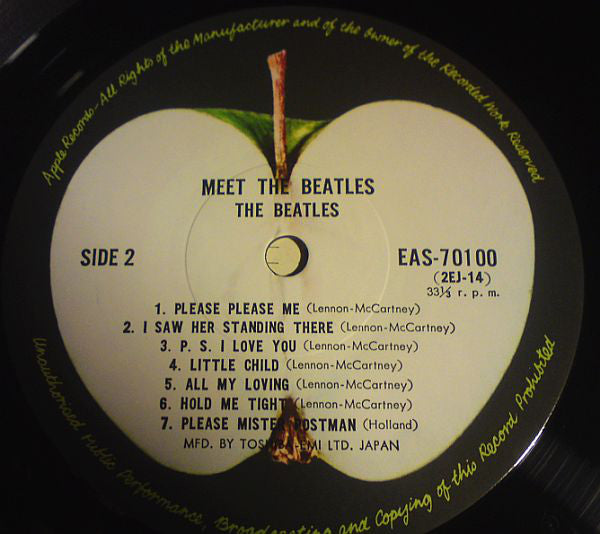 Apple Records-All Rights of the Manufacturer and of the Owner of the Recorded Work Reserved
MEET THE BEATLES
THE BEATLES
SIDE 2
EAS-70100
(2EJ-14)
33⅓ r. p. m.
1. PLEASE PLEASE ME (Lennon-McCartney)
2. I SAW HER STANDING THERE (Lennon-McCartney)
3. P. S. I LOVE YOU (Lennon-McCartney)
4. LITTLE CHILD (Lennon-McCartney)
5. ALL MY LOVING (Lennon-McCartney)
6. HOLD ME TIGHT (Lennon-McCartney)
7. PLEASE MISTER POSTMAN (Holland)
MFD. BY TOSHIBA-EMI LTD. JAPAN
Unauthorised Public Performance, Broadcasting and Copying of this Record Prohibited